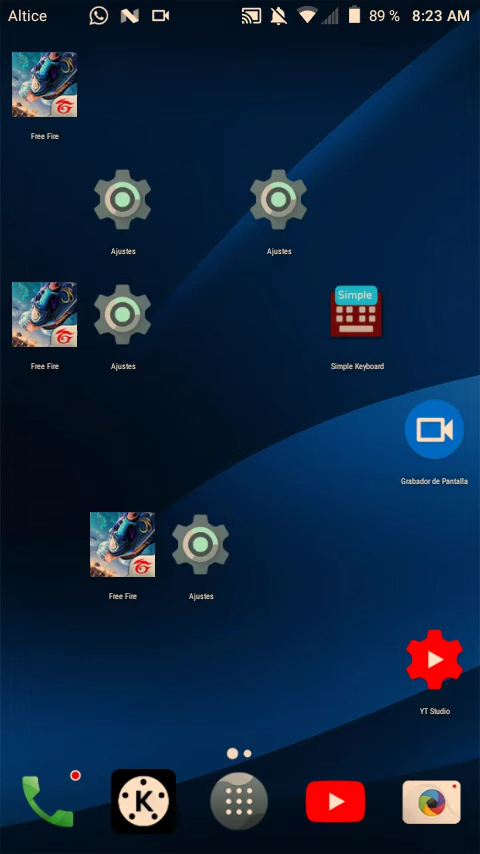 Altice 89 % 8:23 AM
Free Fire
Ajustes Ajustes
Simple
Free Fire Ajustes Simple Keyboard
Grabador de Pantalla
Free Fire Ajustes
YT Studio
K